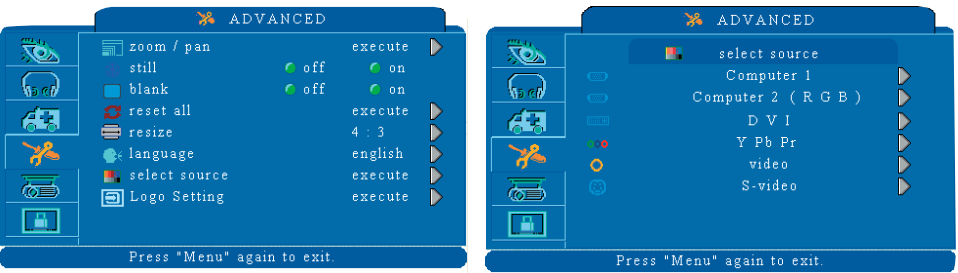 ADVANCED
zoom / pan execute
still off on
blank off on
reset all execute
resize 4 : 3
language english
select source execute
Logo Setting execute
Press "Menu" again to exit.
ADVANCED
select source
Computer 1
Computer 2 ( R G B )
D V I
Y Pb Pr
video
S-video
Press "Menu" again to exit.